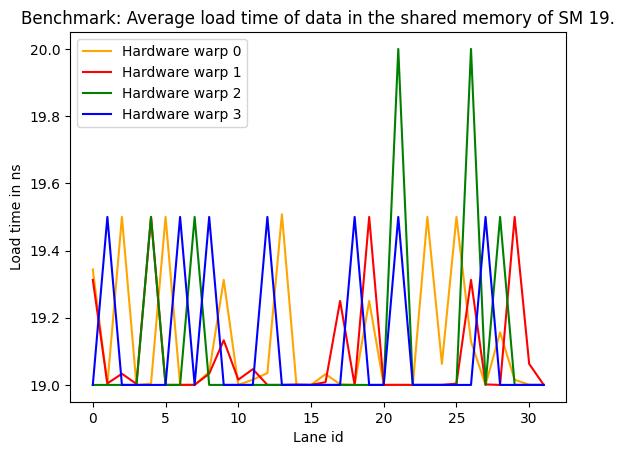 Benchmark: Average load time of data in the shared memory of SM 19.
Hardware warp 0
Hardware warp 1
Hardware warp 2
Hardware warp 3
Load time in ns
20.0
19.8
19.6
19.4
19.2
19.0
0 5 10 15 20 25 30
Lane id